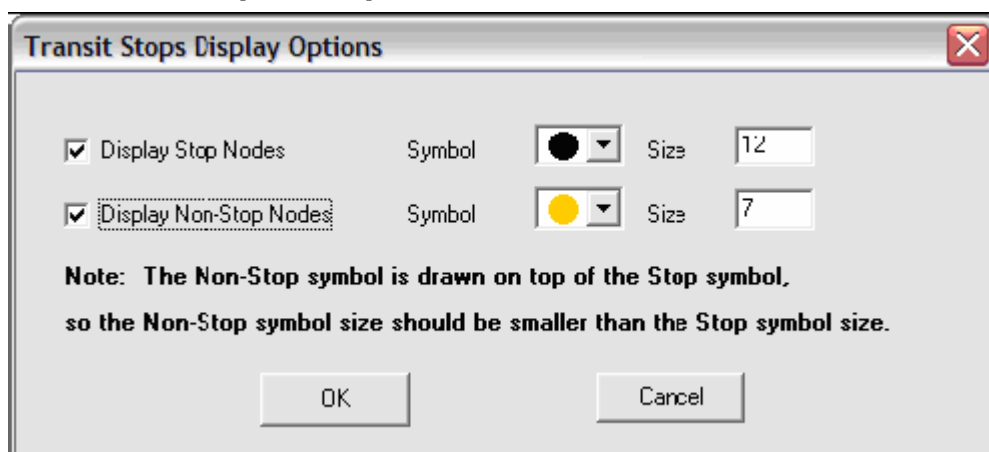 Transit Stops Display Options
Display Stop Nodes Symbol Size 12
Display Non-Stop Nodes Symbol Size 7
Note: The Non-Stop symbol is drawn on top of the Stop symbol,
so the Non-Stop symbol size should be smaller than the Stop symbol size.
OK Cancel